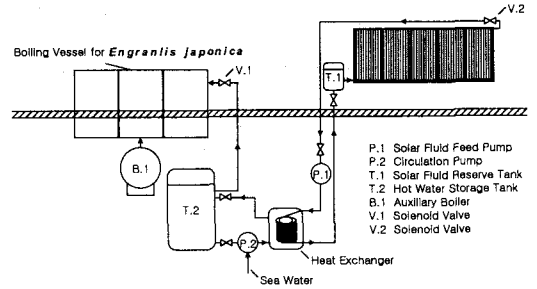 V.2
Boiling Vessel for Engranlis japonica
V.1
T.1
B.1
P.1
T.2
P.2
Heat Exchanger
Sea Water
P.1 Solar Fluid Feed Pump
P.2 Circulation Pump
T.1 Solar Fluid Reserve Tank
T.2 Hot Water Storage Tank
B.1 Auxiliary Boiler
V.1 Solenoid Valve
V.2 Solenoid Valve